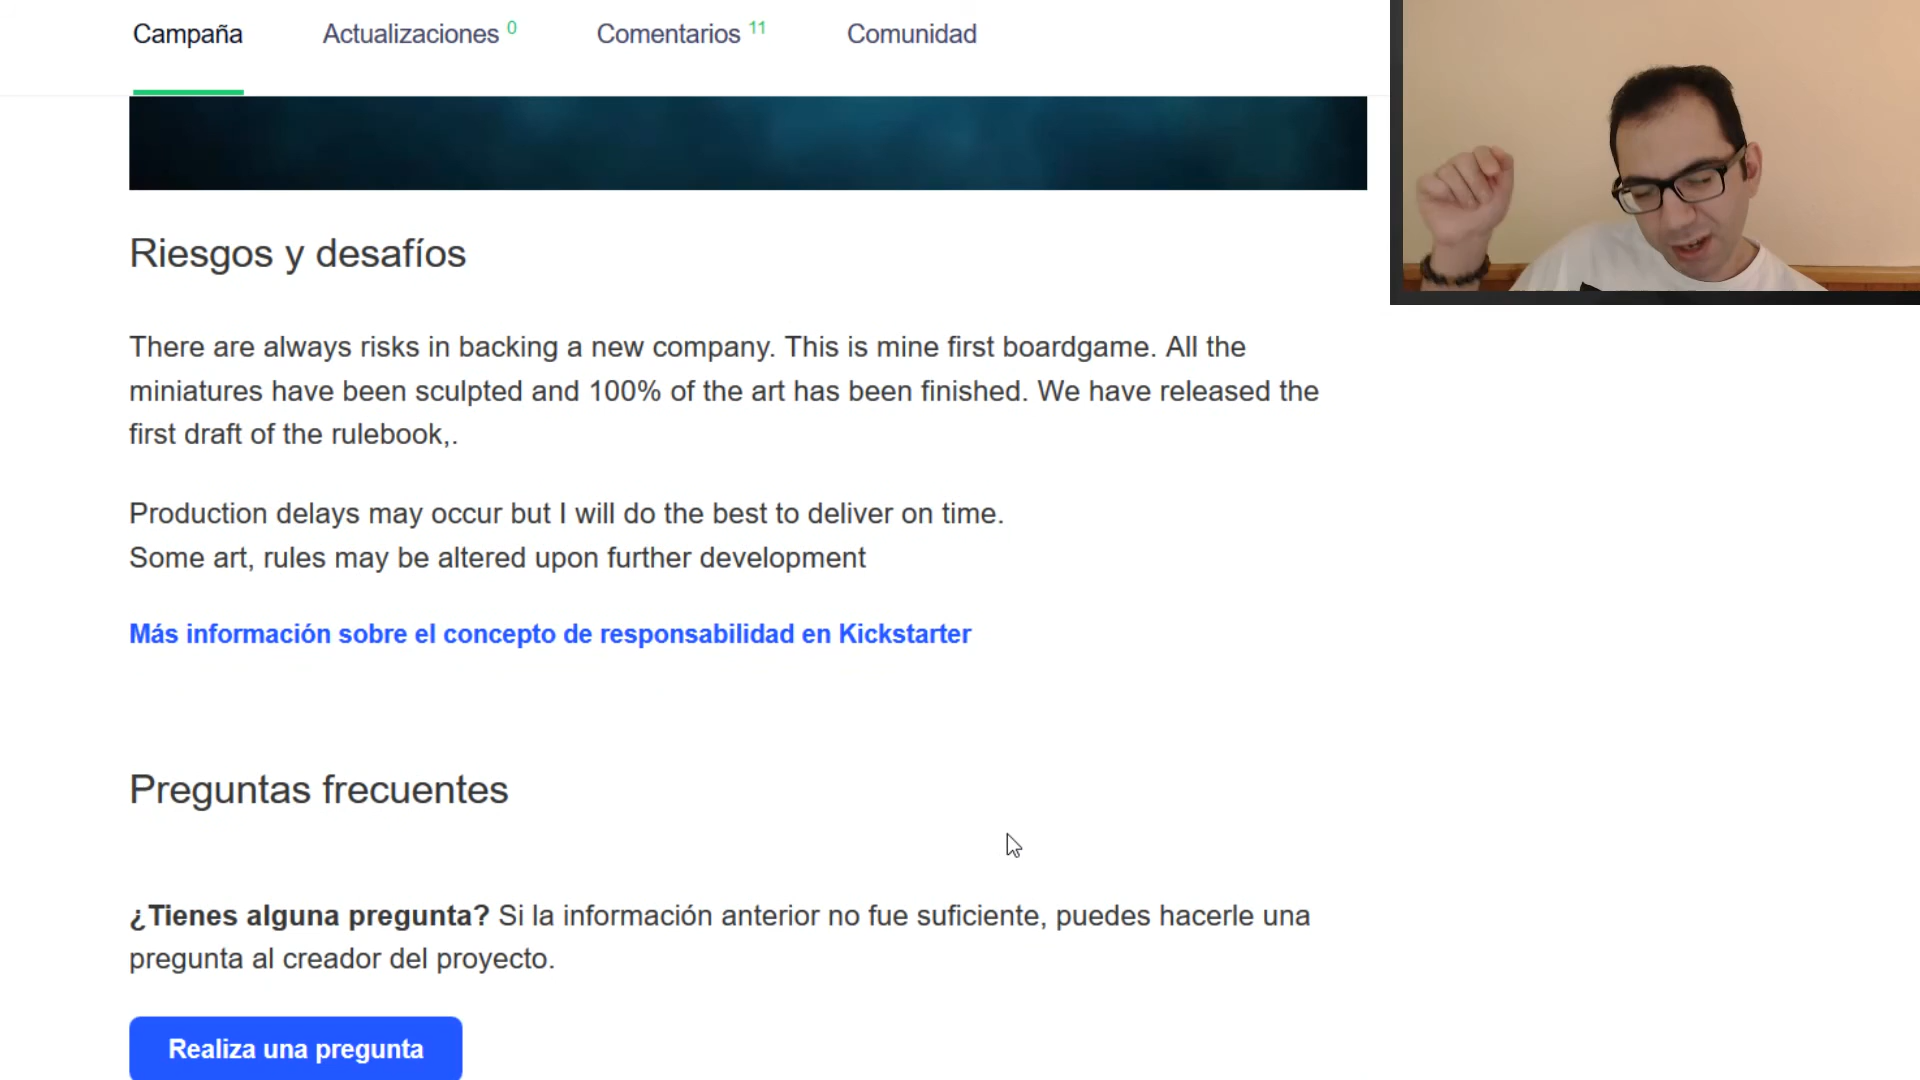 Campaña Actualizaciones 0 Comentarios 11 Comunidad
Riesgos y desafíos
There are always risks in backing a new company. This is mine first boardgame. All the
miniatures have been sculpted and 100% of the art has been finished. We have released the
first draft of the rulebook,.
Production delays may occur but I will do the best to deliver on time.
Some art, rules may be altered upon further development
Más información sobre el concepto de responsabilidad en Kickstarter
Preguntas frecuentes
¿Tienes alguna pregunta? Si la información anterior no fue suficiente, puedes hacerle una
pregunta al creador del proyecto.
Realiza una pregunta